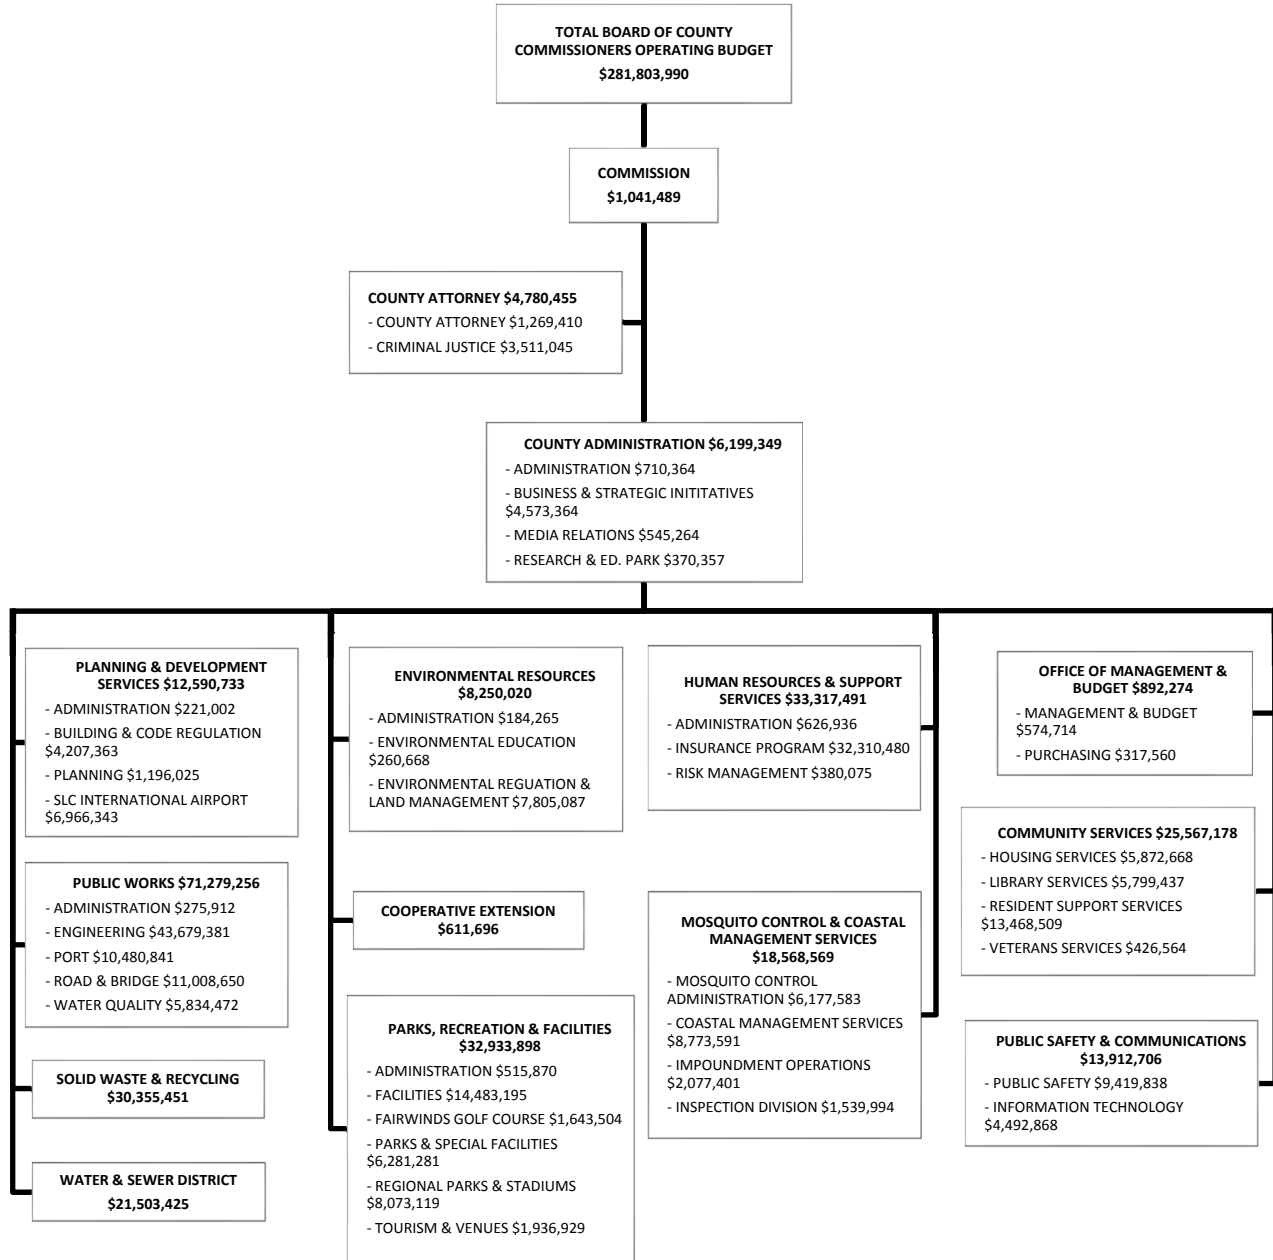 TOTAL BOARD OF COUNTY
COMMISSIONERS OPERATING BUDGET
$281,803,990
COMMISSION
$1,041,489
COUNTY ATTORNEY $4,780,455
- COUNTY ATTORNEY $1,269,410
- CRIMINAL JUSTICE $3,511,045
COUNTY ADMINISTRATION $6,199,349
- ADMINISTRATION $710,364
- BUSINESS & STRATEGIC INITITATIVES
$4,573,364
- MEDIA RELATIONS $545,264
- RESEARCH & ED. PARK $370,357
PLANNING & DEVELOPMENT
SERVICES $12,590,733
- ADMINISTRATION $221,002
- BUILDING & CODE REGULATION
$4,207,363
- PLANNING $1,196,025
- SLC INTERNATIONAL AIRPORT
$6,966,343
PUBLIC WORKS $71,279,256
- ADMINISTRATION $275,912
- ENGINEERING $43,679,381
- PORT $10,480,841
- ROAD & BRIDGE $11,008,650
- WATER QUALITY $5,834,472
SOLID WASTE & RECYCLING
$30,355,451
WATER & SEWER DISTRICT
$21,503,425
ENVIRONMENTAL RESOURCES
$8,250,020
- ADMINISTRATION $184,265
- ENVIRONMENTAL EDUCATION
$260,668
- ENVIRONMENTAL REGUATION &
LAND MANAGEMENT $7,805,087
COOPERATIVE EXTENSION
$611,696
PARKS, RECREATION & FACILITIES
$32,933,898
- ADMINISTRATION $515,870
- FACILITIES $14,483,195
- FAIRWINDS GOLF COURSE $1,643,504
- PARKS & SPECIAL FACILITIES
$6,281,281
- REGIONAL PARKS & STADIUMS
$8,073,119
- TOURISM & VENUES $1,936,929
HUMAN RESOURCES & SUPPORT
SERVICES $33,317,491
- ADMINISTRATION $626,936
- INSURANCE PROGRAM $32,310,480
- RISK MANAGEMENT $380,075
MOSQUITO CONTROL & COASTAL
MANAGEMENT SERVICES
$18,568,569
- MOSQUITO CONTROL
ADMINISTRATION $6,177,583
- COASTAL MANAGEMENT SERVICES
$8,773,591
- IMPOUNDMENT OPERATIONS
$2,077,401
- INSPECTION DIVISION $1,539,994
OFFICE OF MANAGEMENT &
BUDGET $892,274
- MANAGEMENT & BUDGET
$574,714
- PURCHASING $317,560
COMMUNITY SERVICES $25,567,178
- HOUSING SERVICES $5,872,668
- LIBRARY SERVICES $5,799,437
- RESIDENT SUPPORT SERVICES
$13,468,509
- VETERANS SERVICES $426,564
PUBLIC SAFETY & COMMUNICATIONS
$13,912,706
- PUBLIC SAFETY $9,419,838
- INFORMATION TECHNOLOGY
$4,492,868